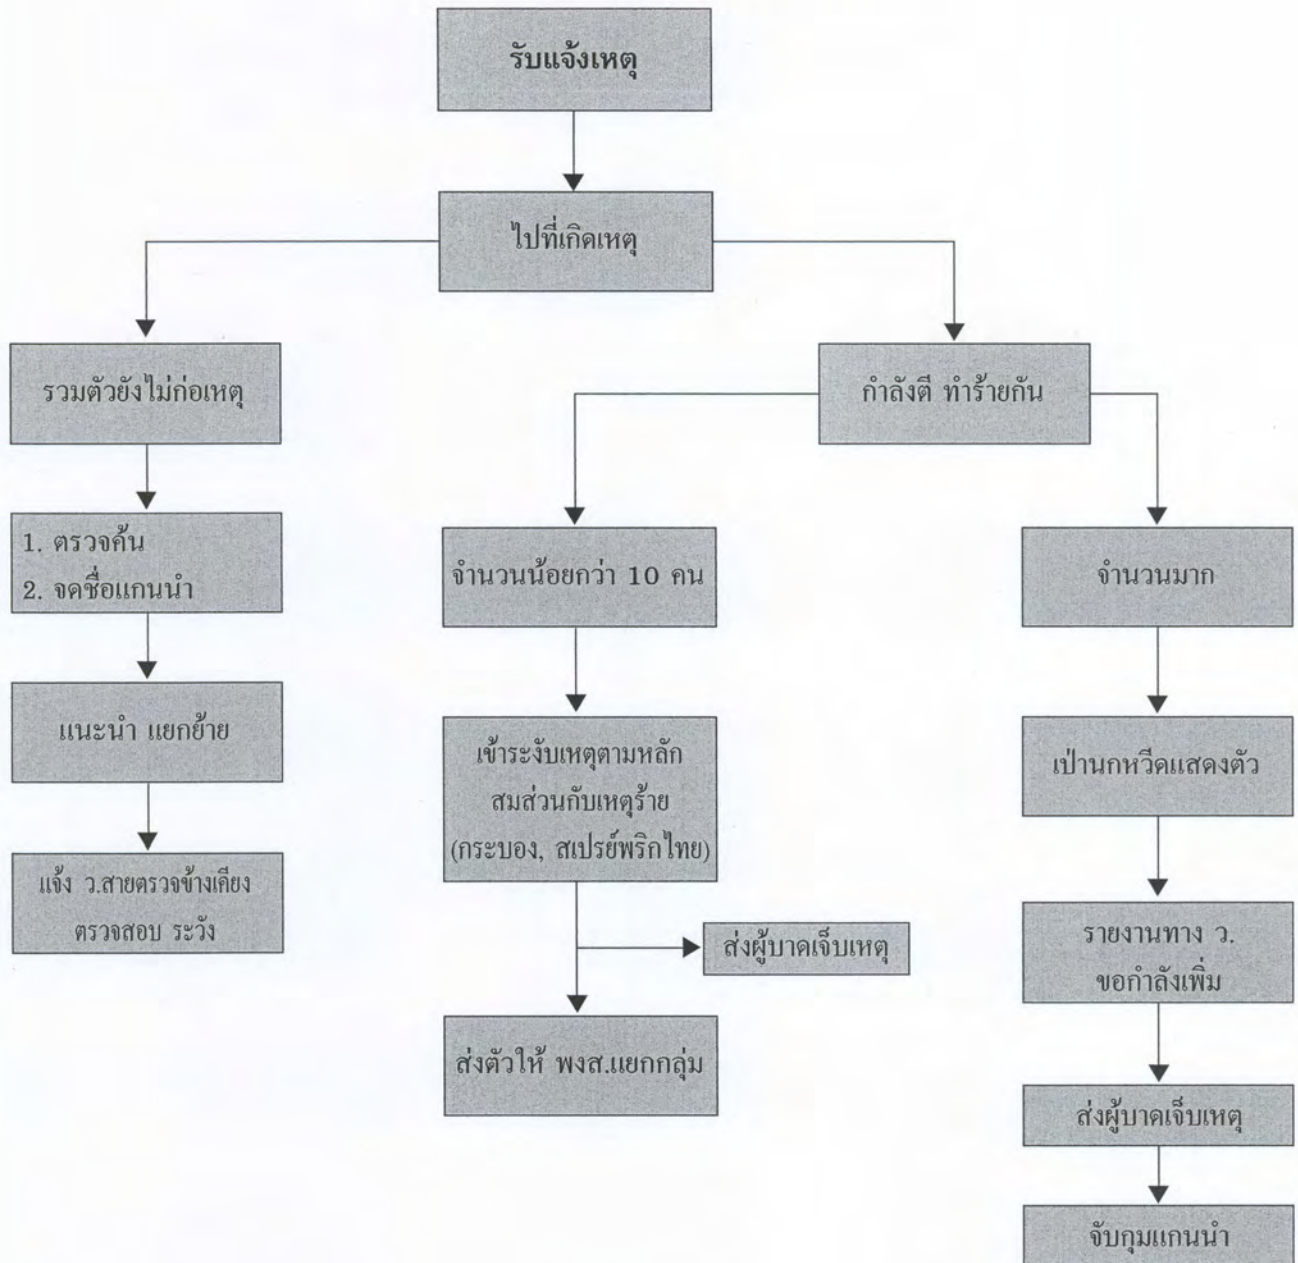 รับแจ้งเหตุ
ไปที่เกิดเหตุ
รวมตัวยังไม่ก่อเหตุ
กำลังตี ทำร้ายกัน
1. ตรวจค้น
2. จดชื่อแกนนำ
จำนวนน้อยกว่า 10 คน
จำนวนมาก
แนะนำ แยกย้าย
เข้าระงับเหตุตามหลัก
สมส่วนกับเหตุร้าย
(กระบอง, สเปรย์พริกไทย)
เป่านกหวีดแสดงตัว
แจ้ง ว.สายตรวจข้างเคียง
ตรวจสอบ ระวัง
ส่งผู้บาดเจ็บเหตุ
รายงานทาง ว.
ขอกำลังเพิ่ม
ส่งตัวให้ พงส.แยกกลุ่ม
ส่งผู้บาดเจ็บเหตุ
จับกุมแกนนำ